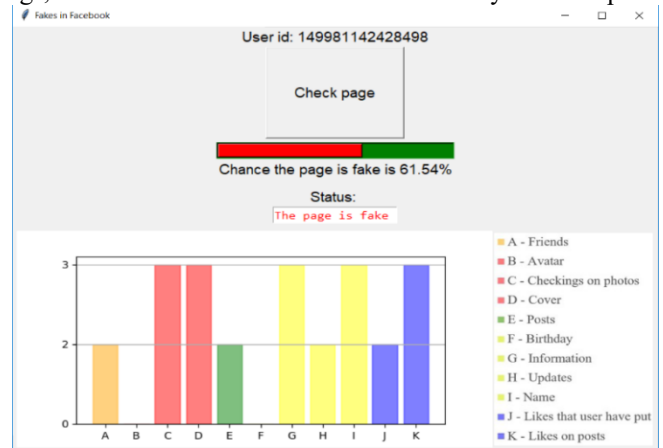 Fakes in Facebook
User id: 149981142428498
Check page
Chance the page is fake is 61.54%
Status:
The page is fake
3
2
0
A B C D E F G H I J K
A - Friends
B - Avatar
C - Checkings on photos
D - Cover
E - Posts
F - Birthday
G - Information
H - Updates
I - Name
J - Likes that user have put
K - Likes on posts